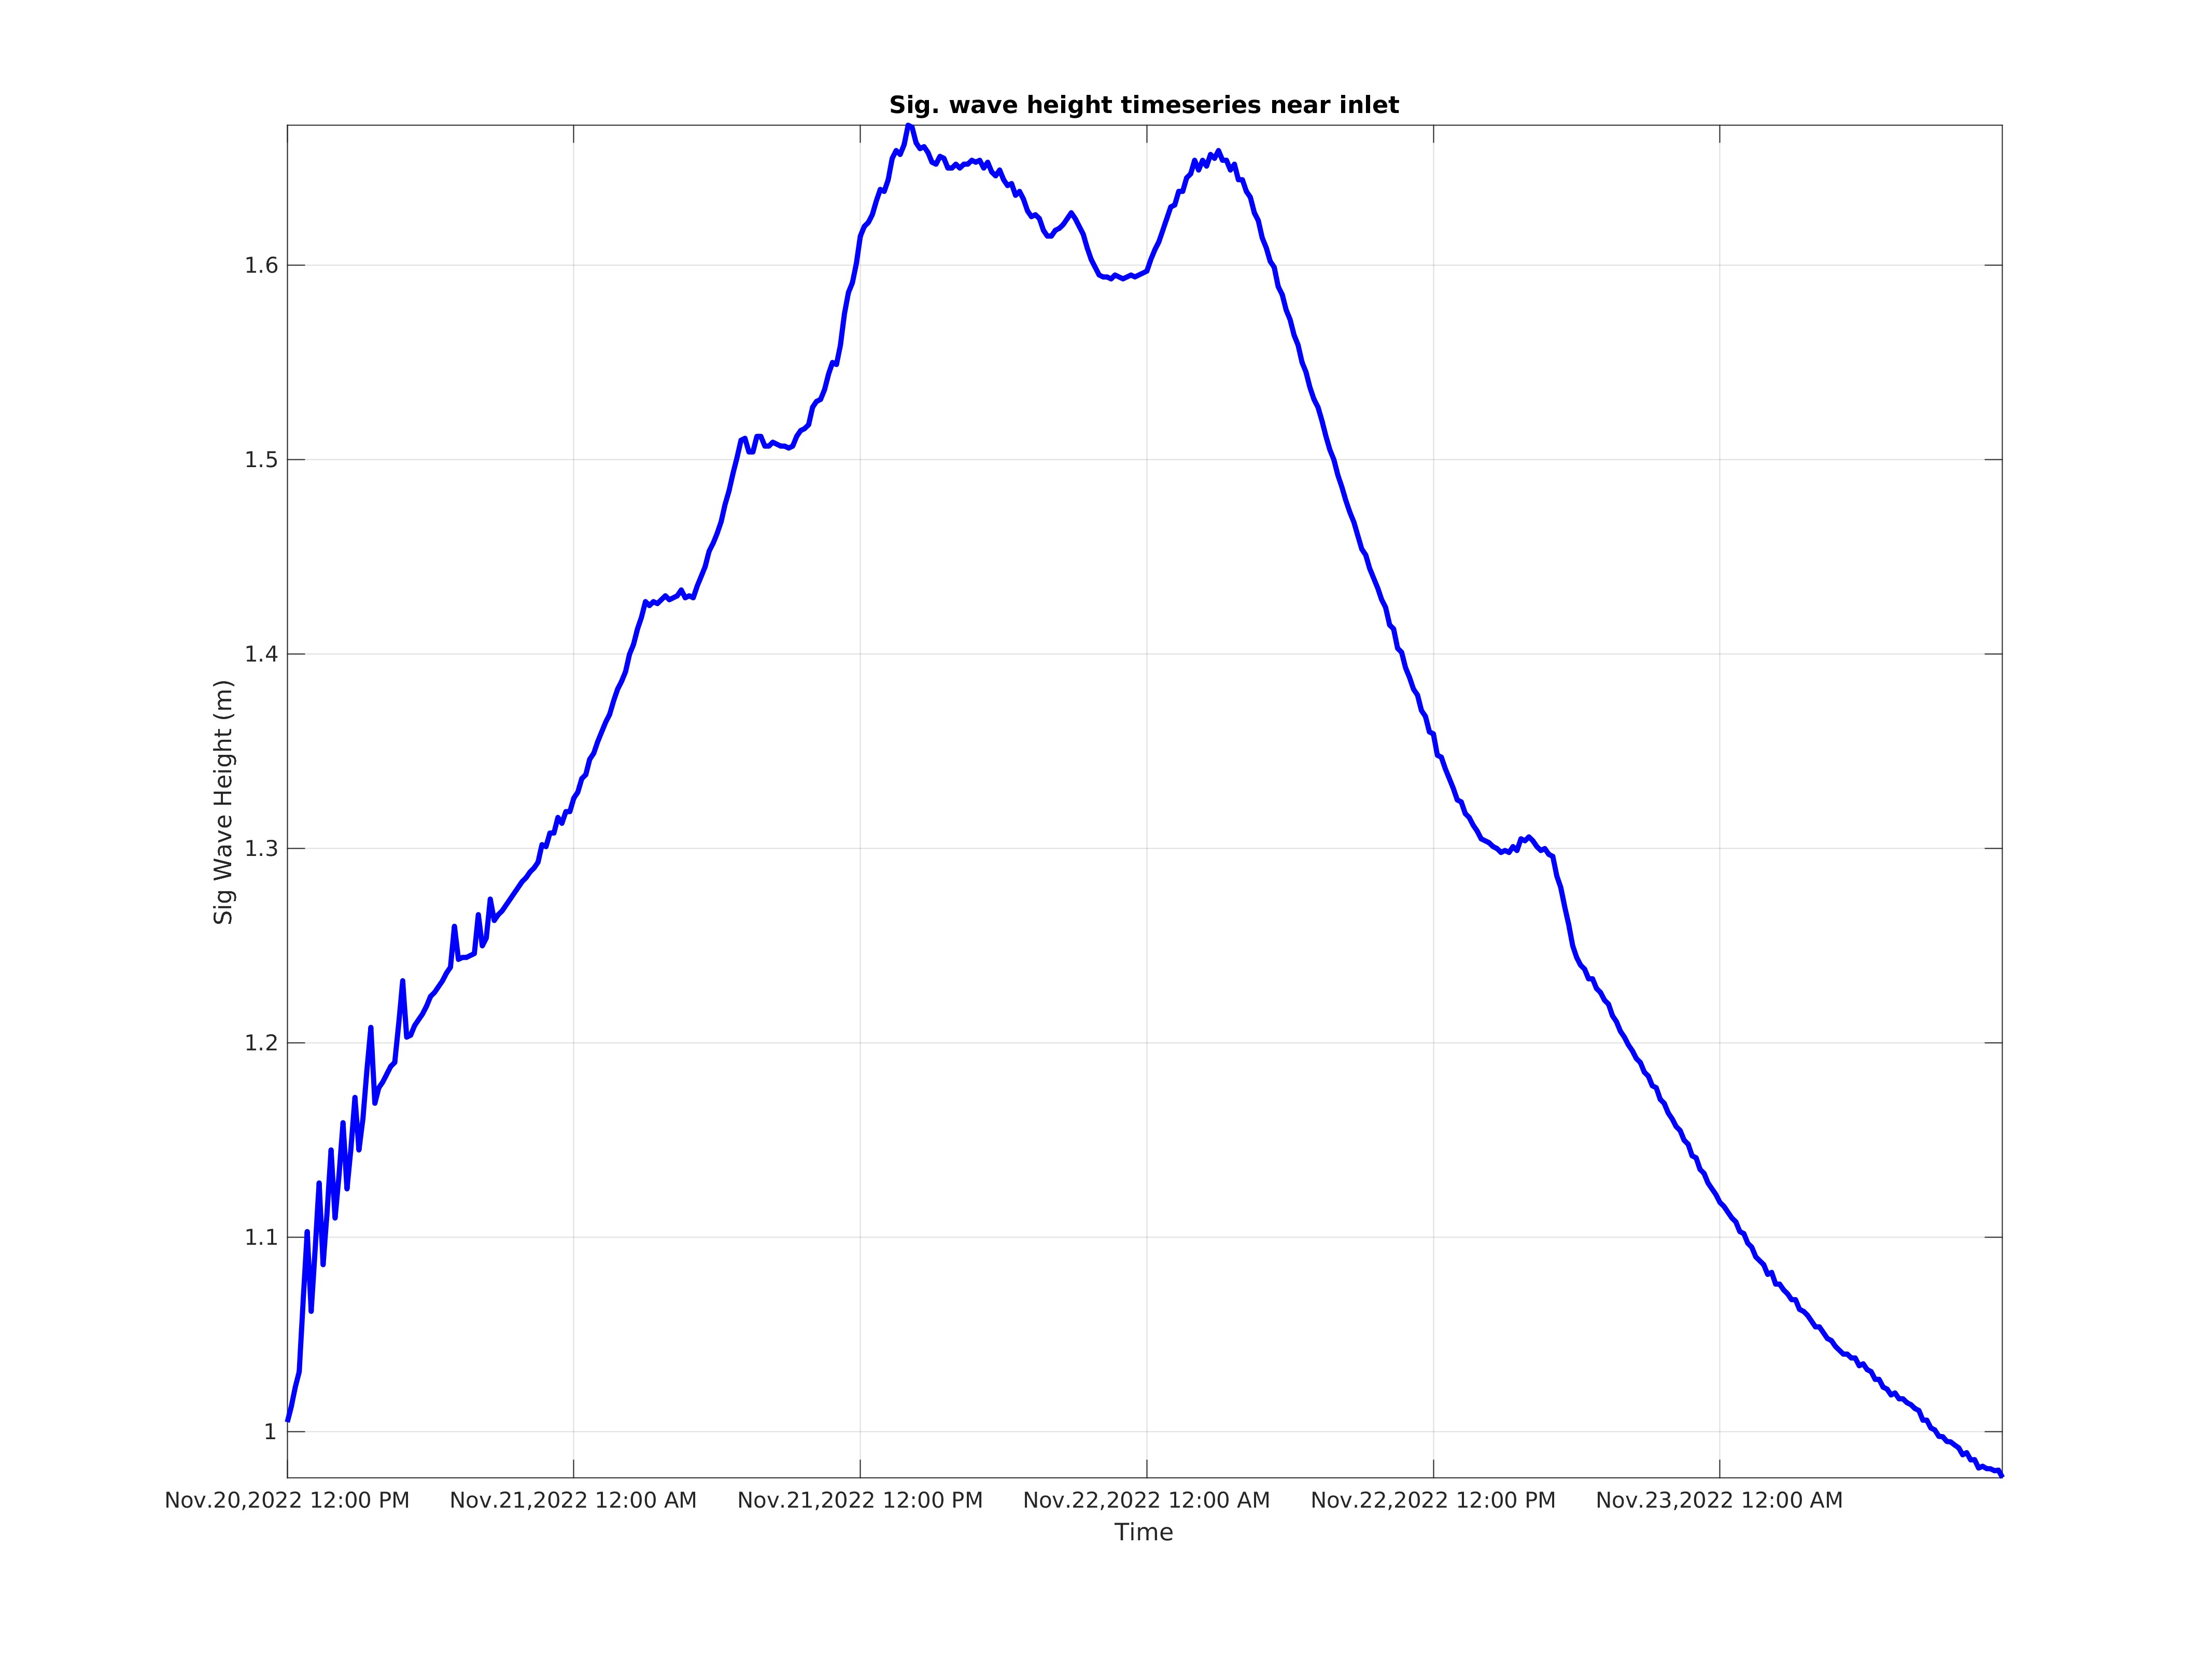 Sig. wave height timeseries near inlet
1.6
1.5
1.4
1.3
1.2
1.1
1
Sig Wave Height (m)
Nov.20,2022 12:00 PM Nov.21,2022 12:00 AM Nov.21,2022 12:00 PM Nov.22,2022 12:00 AM Nov.22,2022 12:00 PM Nov.23,2022 12:00 AM
Time